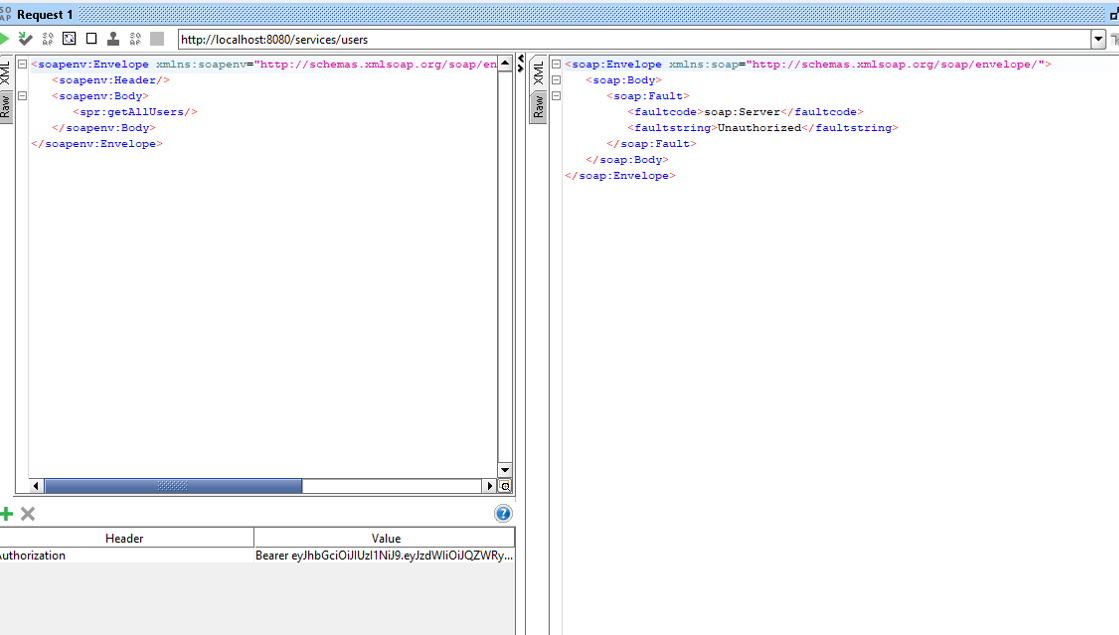 SO
AP
Request 1
http://localhost:8080/services/users
XML
Raw
<soapenv:Envelope xmlns:soapenv="http://schemas.xmlsoap.org/soap/en
<soapenv:Header/>
<soapenv:Body>
<spr:getAllUsers/>
</soapenv:Body>
</soapenv:Envelope>
XML
Raw
<soap:Envelope xmlns:soap="http://schemas.xmlsoap.org/soap/envelope/">
<soap:Body>
<soap:Fault>
<faultcode>soap:Server</faultcode>
<faultstring>Unauthorized</faultstring>
</soap:Fault>
</soap:Body>
</soap:Envelope>
Header Value
Authorization Bearer eyJhbGciOiJIUzI1NiJ9.eyJzdWIiOiJQZWRy...